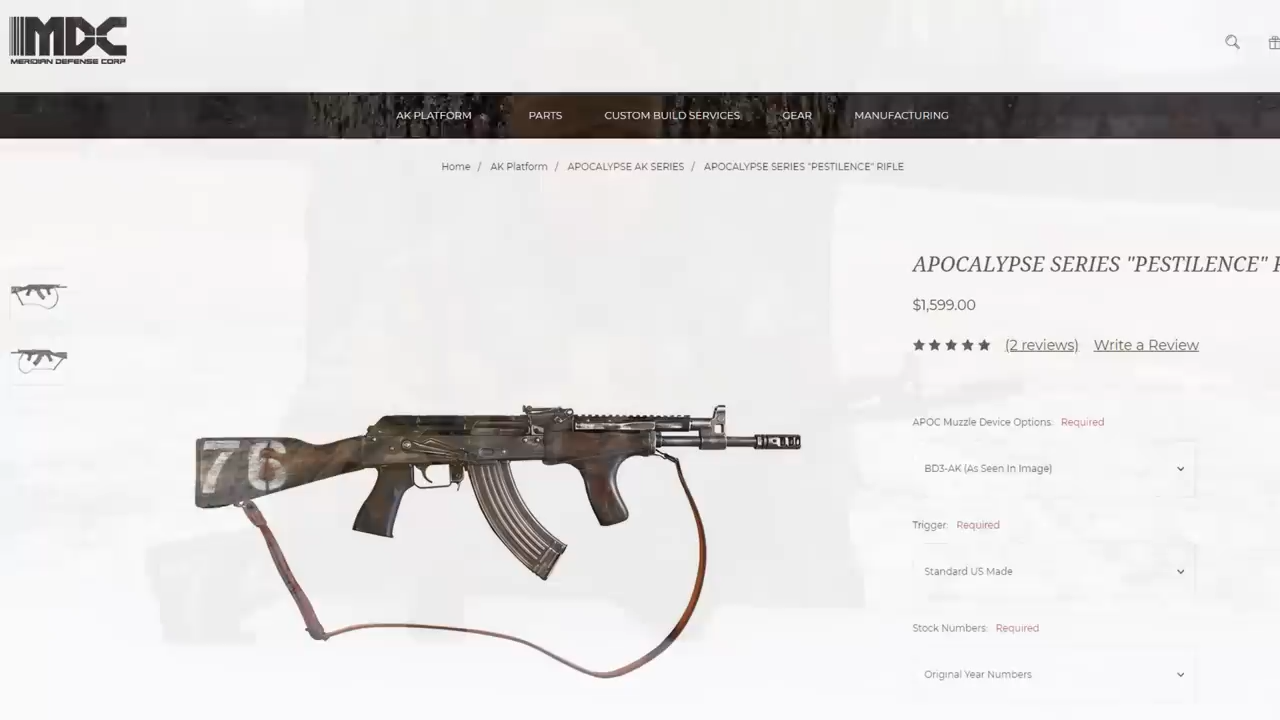 MDC
MERIDIAN DEFENSE CORP
AK PLATFORM PARTS CUSTOM BUILD SERVICES GEAR MANUFACTURING
Home / AK Platform / APOCALYPSE AK SERIES / APOCALYPSE SERIES "PESTILENCE" RIFLE
APOCALYPSE SERIES "PESTILENCE"
$1,599.00
(2 reviews) Write a Review
APOC Muzzle Device Options: Required
BD3-AK (As Seen In Image)
Trigger: Required
Standard US Made
Stock Numbers: Required
Original Year Numbers
76